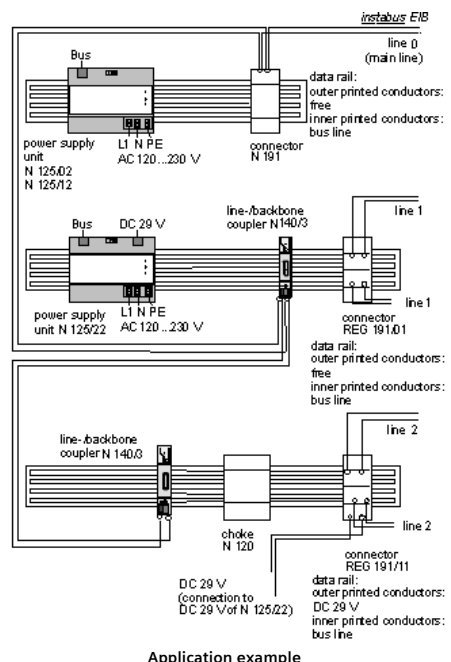 instabus EIB
line 0
(main line)
Bus
data rail:
outer printed conductors:
free
inner printed conductors:
bus line
power supply
unit
N 125/02
N 125/12
L1 N PE
AC 120...230 V
connector
N 191
line-/backbone
coupler N 140/3
line 1
Bus
DC 29 V
line 1
power supply
unit N 125/22
L1 N PE
AC 120...230 V
connector
REG 191/01
data rail:
outer printed conductors:
free
inner printed conductors:
bus line
line 2
line-/backbone
coupler N 140/3
line 2
choke
N 120
connector
REG 191/11
DC 29 V
(connection to
DC 29 V of N 125/22)
data rail:
outer printed conductors:
DC 29 V
inner printed conductors:
bus line
Application example